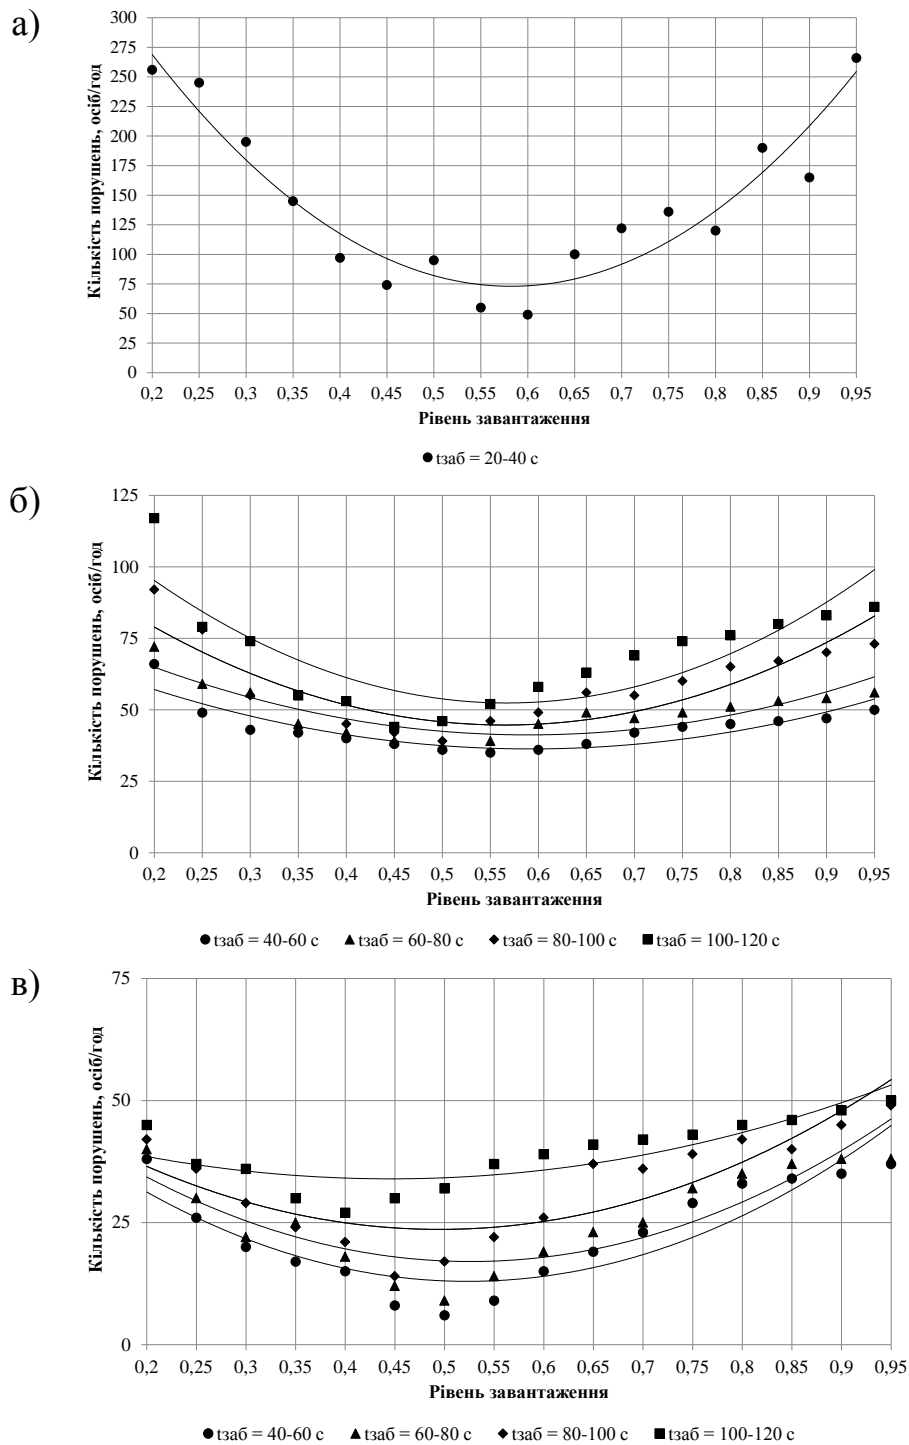 а)
Кількість порушень, осіб/год
300
275
250
225
200
175
150
125
100
75
50
25
0
0,2 0,25 0,3 0,35 0,4 0,45 0,5 0,55 0,6 0,65 0,7 0,75 0,8 0,85 0,9 0,95
Рівень завантаження
tзаб = 20-40 с
б)
Кількість порушень, осіб/год
125
100
75
50
25
0
0,2 0,25 0,3 0,35 0,4 0,45 0,5 0,55 0,6 0,65 0,7 0,75 0,8 0,85 0,9 0,95
Рівень завантаження
tзаб = 40-60 с tзаб = 60-80 с tзаб = 80-100 с tзаб = 100-120 с
в)
Кількість порушень, осіб/год
75
50
25
0
0,2 0,25 0,3 0,35 0,4 0,45 0,5 0,55 0,6 0,65 0,7 0,75 0,8 0,85 0,9 0,95
Рівень завантаження
tзаб = 40-60 с tзаб = 60-80 с tзаб = 80-100 с tзаб = 100-120 с